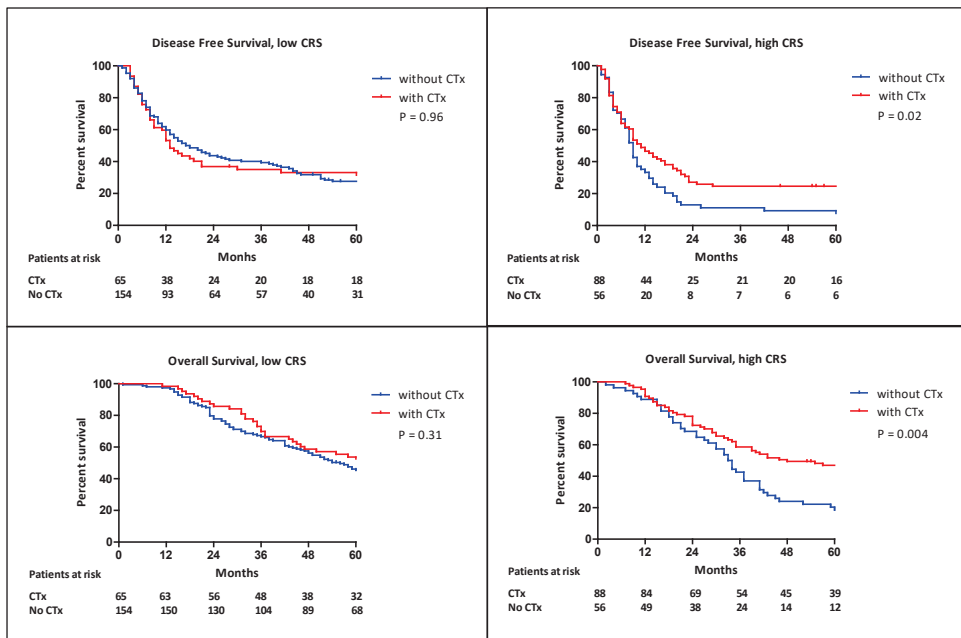 Disease Free Survival, low CRS
100
80
60
40
20
0
Percent survival
without CTx
with CTx
P = 0.96
0 12 24 36 48 60
Months
Patients at risk
CTx 65 38 24 20 18 18
No CTx 154 93 64 57 40 31
Disease Free Survival, high CRS
100
80
60
40
20
0
Percent survival
without CTx
with CTx
P = 0.02
0 12 24 36 48 60
Months
Patients at risk
CTx 88 44 25 21 20 16
No CTx 56 20 8 7 6 6
Overall Survival, low CRS
100
80
60
40
20
0
Percent survival
without CTx
with CTx
P = 0.31
0 12 24 36 48 60
Months
Patients at risk
CTx 65 63 56 48 38 32
No CTx 154 150 130 104 89 68
Overall Survival, high CRS
100
80
60
40
20
0
Percent survival
without CTx
with CTx
P = 0.004
0 12 24 36 48 60
Months
Patients at risk
CTx 88 84 69 54 45 39
No CTx 56 49 38 24 14 12